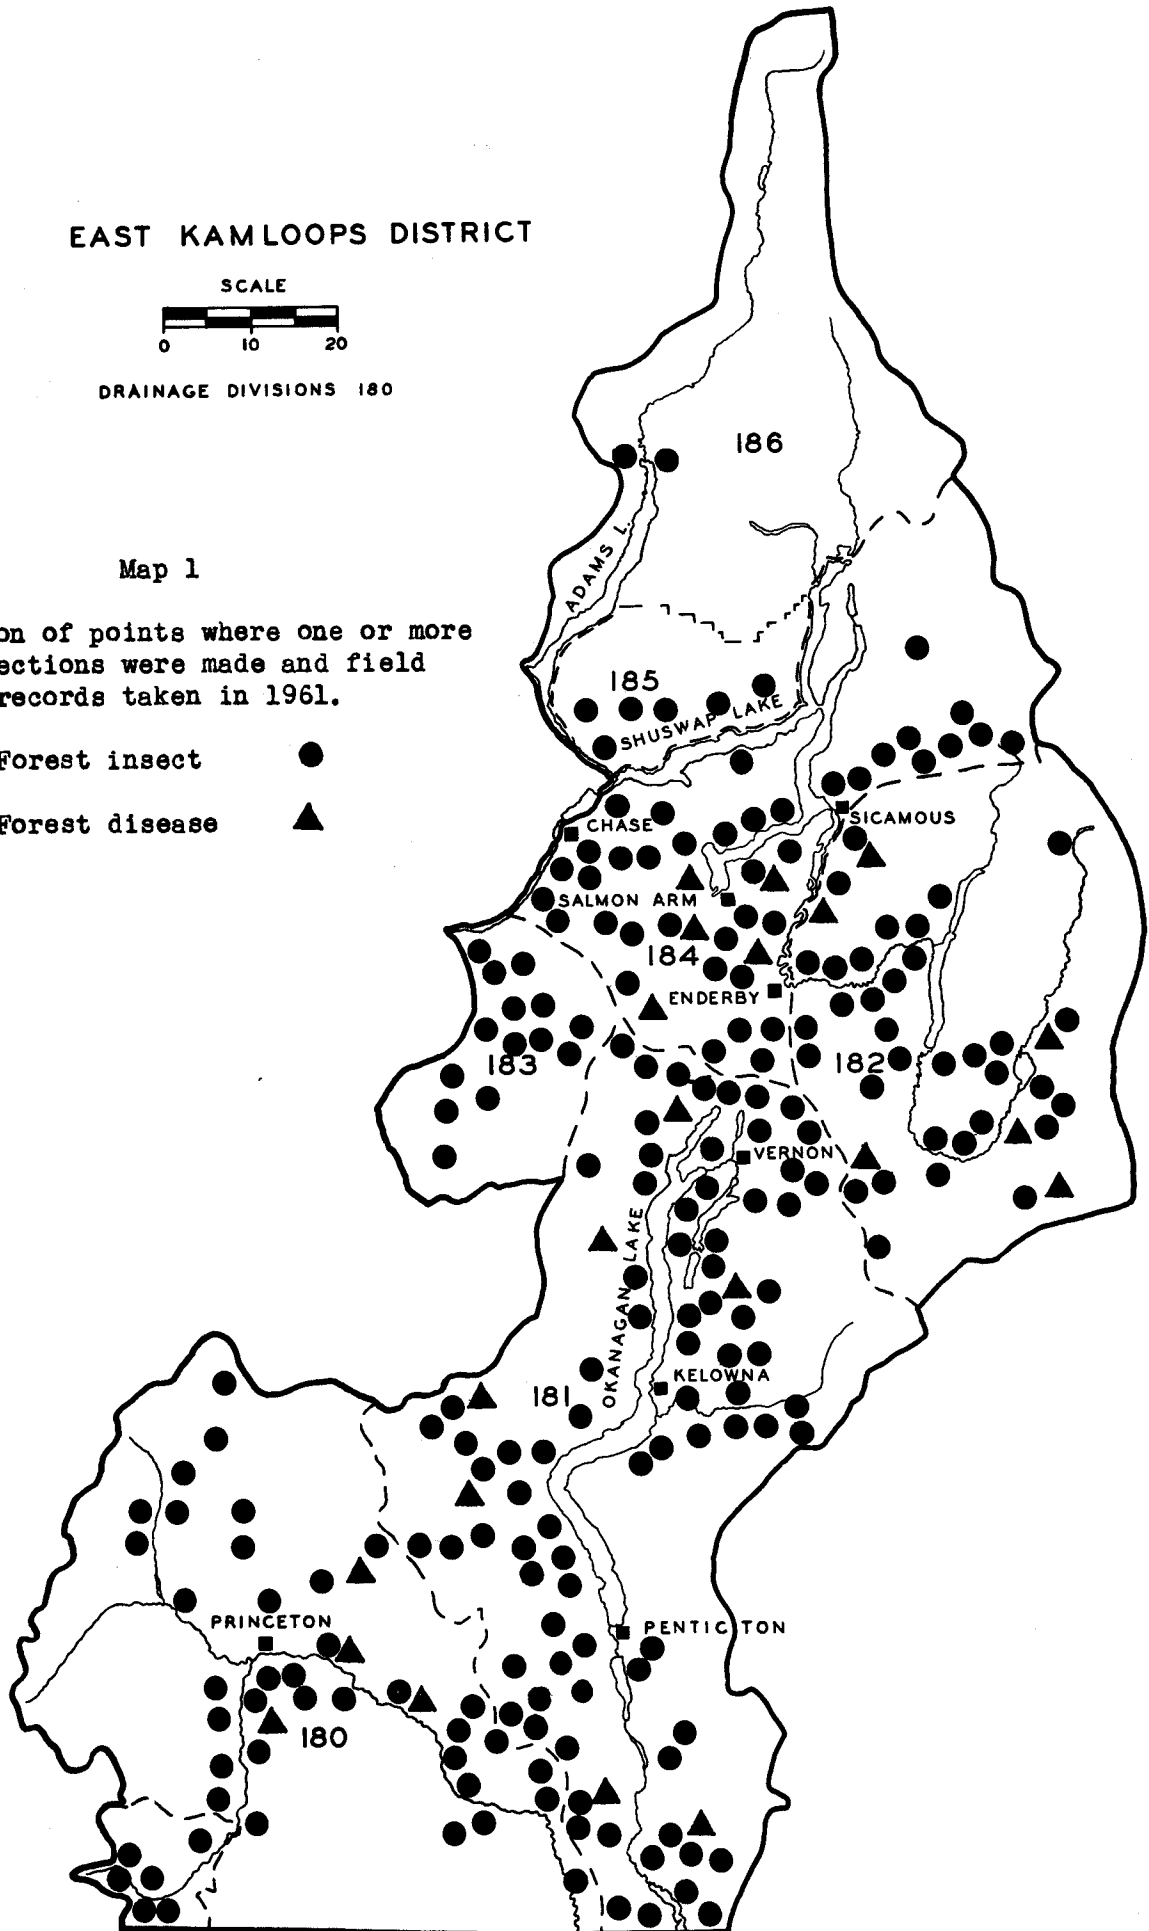 EAST KAMLOOPS DISTRICT
SCALE
0 10 20
DRAINAGE DIVISIONS 180
Map 1
on of points where one or more
ections were made and field
records taken in 1961.
Forest insect
Forest disease
186
ADAMS L.
185
SHUSWAP LAKE
CHASE
SICAMOUS
SALMON ARM
184
ENDERBY
183
182
VERNON
OKANAGAN LAKE
KELOWNA
181
PRINCETON
PENTICTON
180